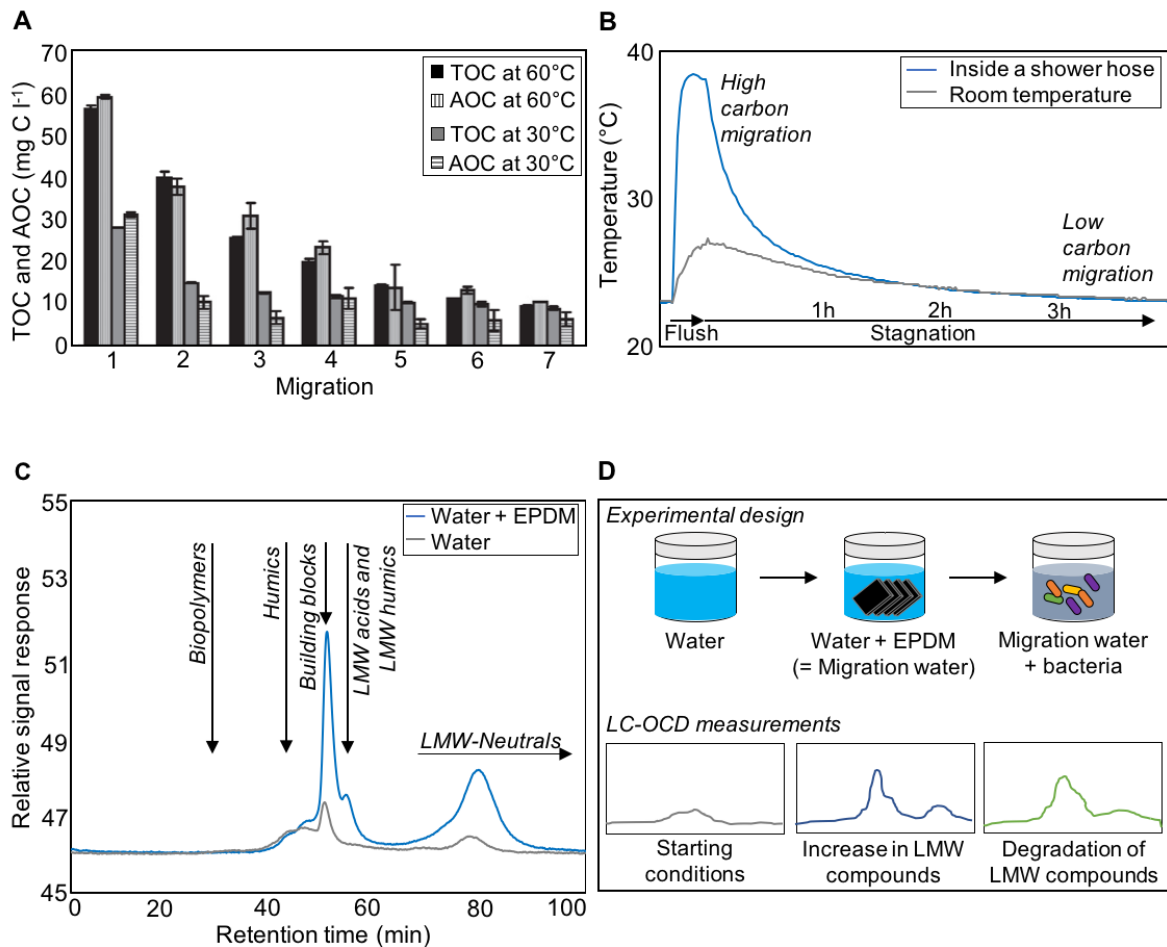 A
70
60
50
40
30
20
10
0
TOC and AOC (mg C l-1)
TOC at 60°C
AOC at 60°C
TOC at 30°C
AOC at 30°C
1 2 3 4 5 6 7
Migration
B
40
30
20
Temperature (°C)
Inside a shower hose
Room temperature
High
carbon
migration
Low
carbon
migration
1h 2h 3h
Flush Stagnation
C
55
53
51
49
47
45
Relative signal response
Water + EPDM
Water
Biopolymers
Humics
Building blocks
LMW acids and
LMW humics
LMW-Neutrals
0 20 40 60 80 100
Retention time (min)
D
Experimental design
Water
Water + EPDM
(= Migration water)
Migration water
+ bacteria
LC-OCD measurements
Starting
conditions
Increase in LMW
compounds
Degradation of
LMW compounds